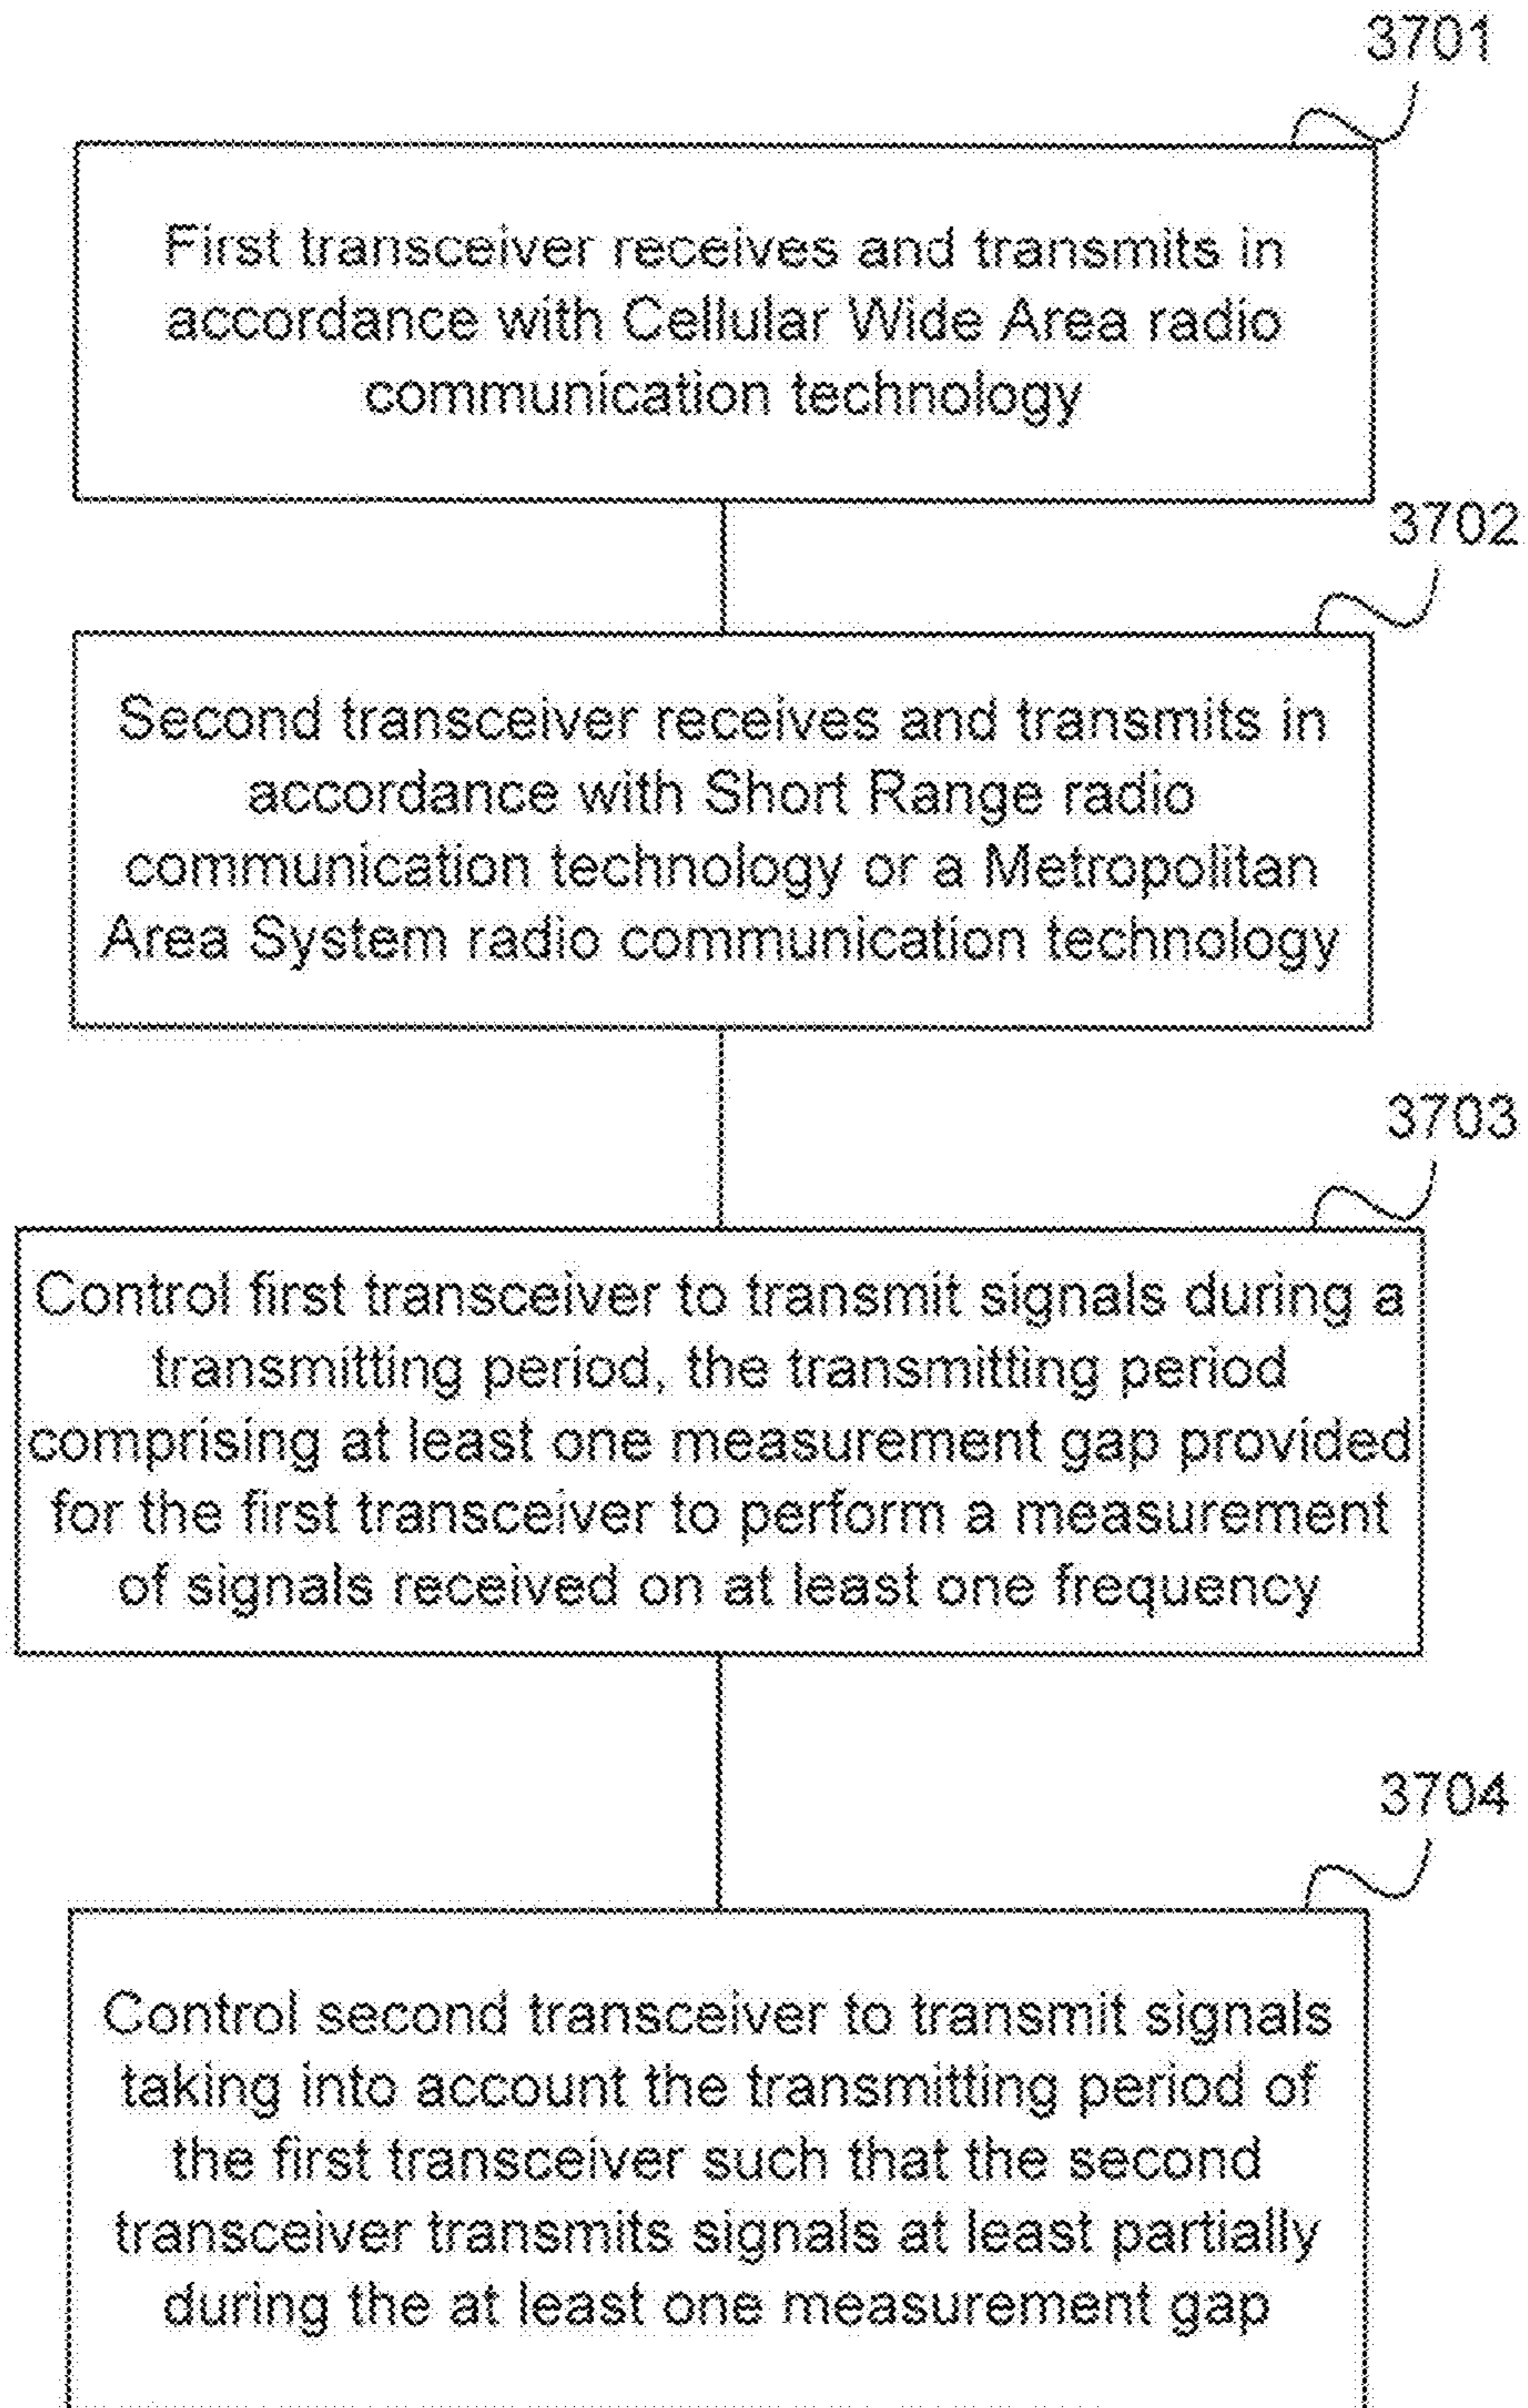 3701
First transceiver receives and transmits in
accordance with Cellular Wide Area radio
communication technology
3702
Second transceiver receives and transmits in
accordance with Short Range radio
communication technology or a Metropolitan
Area System radio communication technology
3703
Control first transceiver to transmit signals during a
transmitting period, the transmitting period
comprising at least one measurement gap provided
for the first transceiver to perform a measurement
of signals received on at least one frequency
3704
Control second transceiver to transmit signals
taking into account the transmitting period of
the first transceiver such that the second
transceiver transmits signals at least partially
during the at least one measurement gap